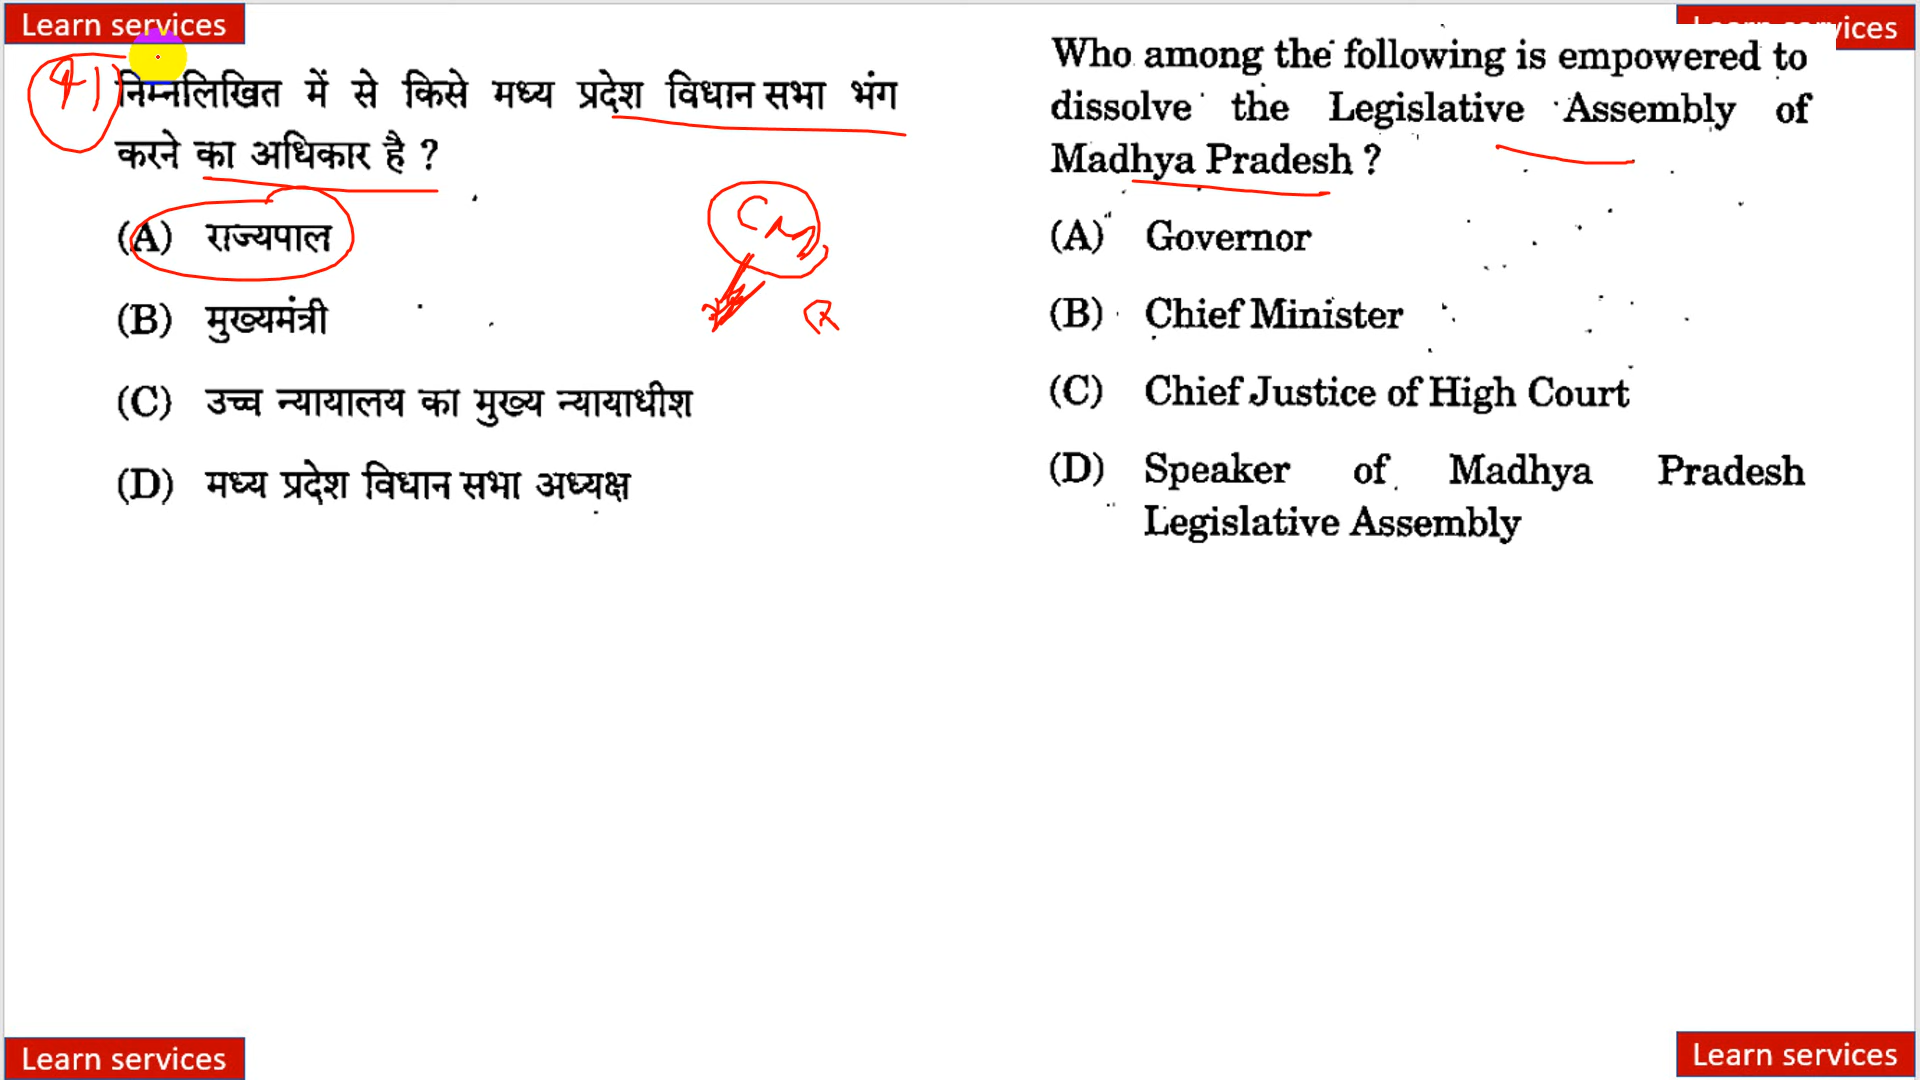 Learn services
41
निम्नलिखित में से किसे मध्य प्रदेश विधान सभा भंग
करने का अधिकार है ?
(A) राज्यपाल
(B) मुख्यमंत्री
(C) उच्च न्यायालय का मुख्य न्यायाधीश
(D) मध्य प्रदेश विधान सभा अध्यक्ष
CM
R
Who among the following is empowered to
dissolve the Legislative Assembly of
Madhya Pradesh ?
(A) Governor
(B) Chief Minister
(C) Chief Justice of High Court
(D) Speaker of Madhya Pradesh
Legislative Assembly
Learn services
Learn services
Learn services